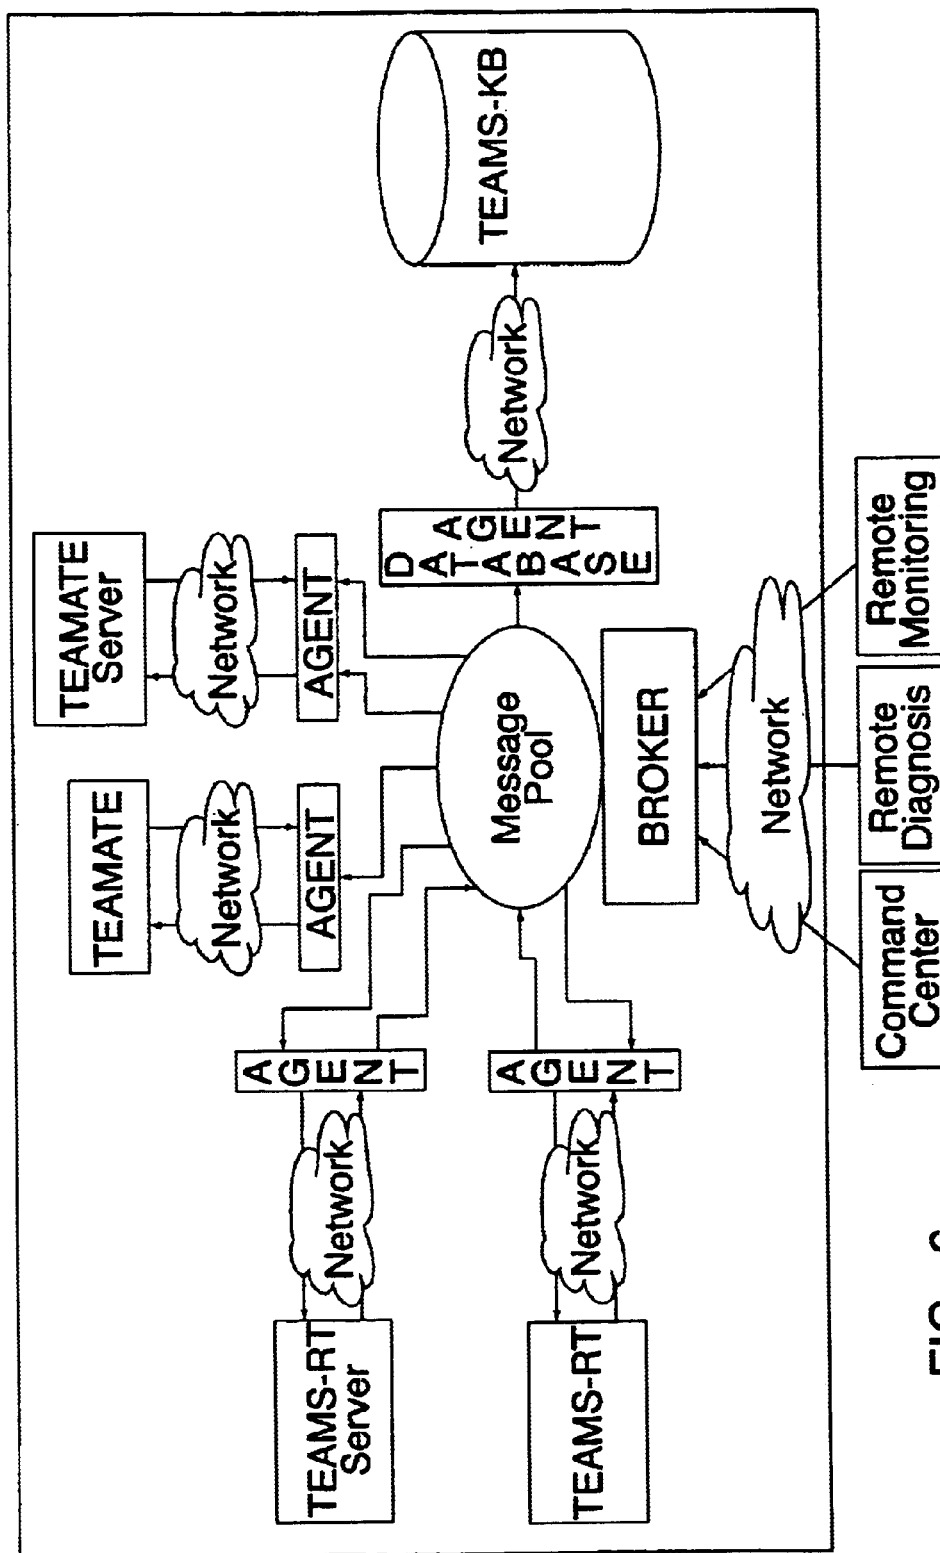 TEAMATE
Server
Network
AGENT
TEAMATE
Network
AGENT
TEAMS-RT
Server
Network
AGENT
TEAMS-RT
Network
AGENT
Message
Pool
DATABASE
AGENT
Network
TEAMS-KB
BROKER
Network
Command
Center
Remote
Diagnosis
Remote
Monitoring
FIG.